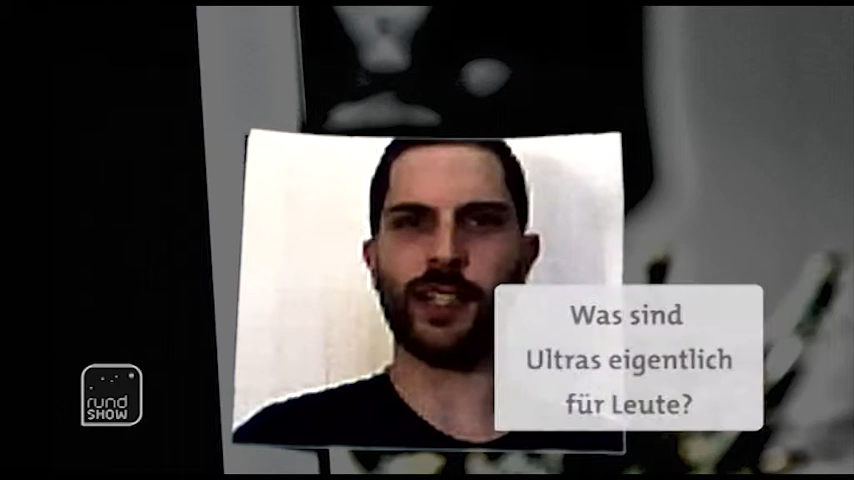 Was sind
Ultras eigentlich
für Leute?
rund
SHOW